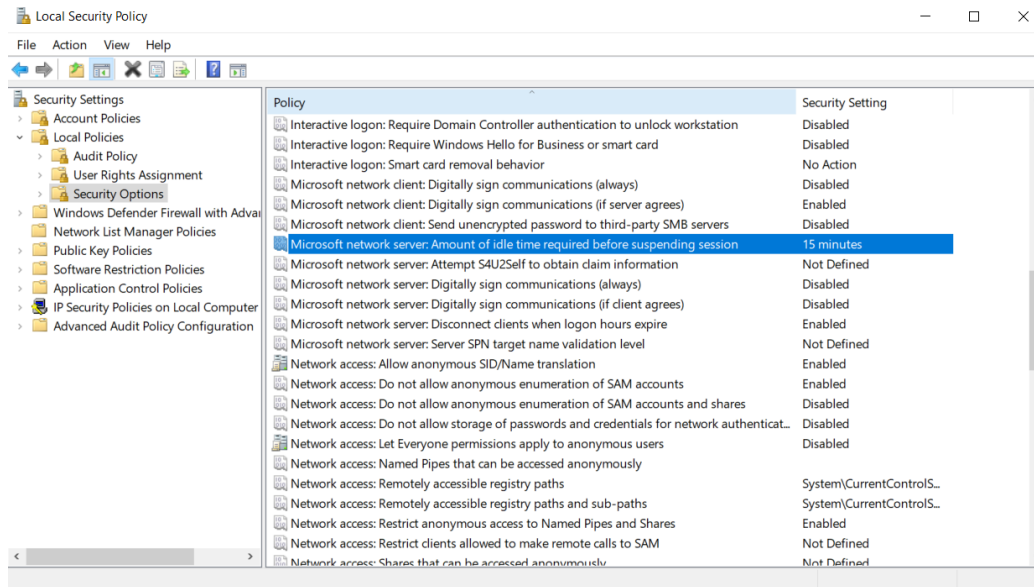 Local Security Policy
File Action View Help
Security Settings
Account Policies
Local Policies
Audit Policy
User Rights Assignment
Security Options
Windows Defender Firewall with Advan
Network List Manager Policies
Public Key Policies
Software Restriction Policies
Application Control Policies
IP Security Policies on Local Computer
Advanced Audit Policy Configuration
Policy Security Setting
Interactive logon: Require Domain Controller authentication to unlock workstation Disabled
Interactive logon: Require Windows Hello for Business or smart card Disabled
Interactive logon: Smart card removal behavior No Action
Microsoft network client: Digitally sign communications (always) Disabled
Microsoft network client: Digitally sign communications (if server agrees) Enabled
Microsoft network client: Send unencrypted password to third-party SMB servers Disabled
Microsoft network server: Amount of idle time required before suspending session 15 minutes
Microsoft network server: Attempt S4U2Self to obtain claim information Not Defined
Microsoft network server: Digitally sign communications (always) Disabled
Microsoft network server: Digitally sign communications (if client agrees) Disabled
Microsoft network server: Disconnect clients when logon hours expire Enabled
Microsoft network server: Server SPN target name validation level Not Defined
Network access: Allow anonymous SID/Name translation Enabled
Network access: Do not allow anonymous enumeration of SAM accounts Enabled
Network access: Do not allow anonymous enumeration of SAM accounts and shares Disabled
Network access: Do not allow storage of passwords and credentials for network authenticat... Disabled
Network access: Let Everyone permissions apply to anonymous users Disabled
Network access: Named Pipes that can be accessed anonymously
Network access: Remotely accessible registry paths System\CurrentControlS...
Network access: Remotely accessible registry paths and sub-paths System\CurrentControlS...
Network access: Restrict anonymous access to Named Pipes and Shares Enabled
Network access: Restrict clients allowed to make remote calls to SAM Not Defined
Network access: Shares that can be accessed anonymously Not Defined